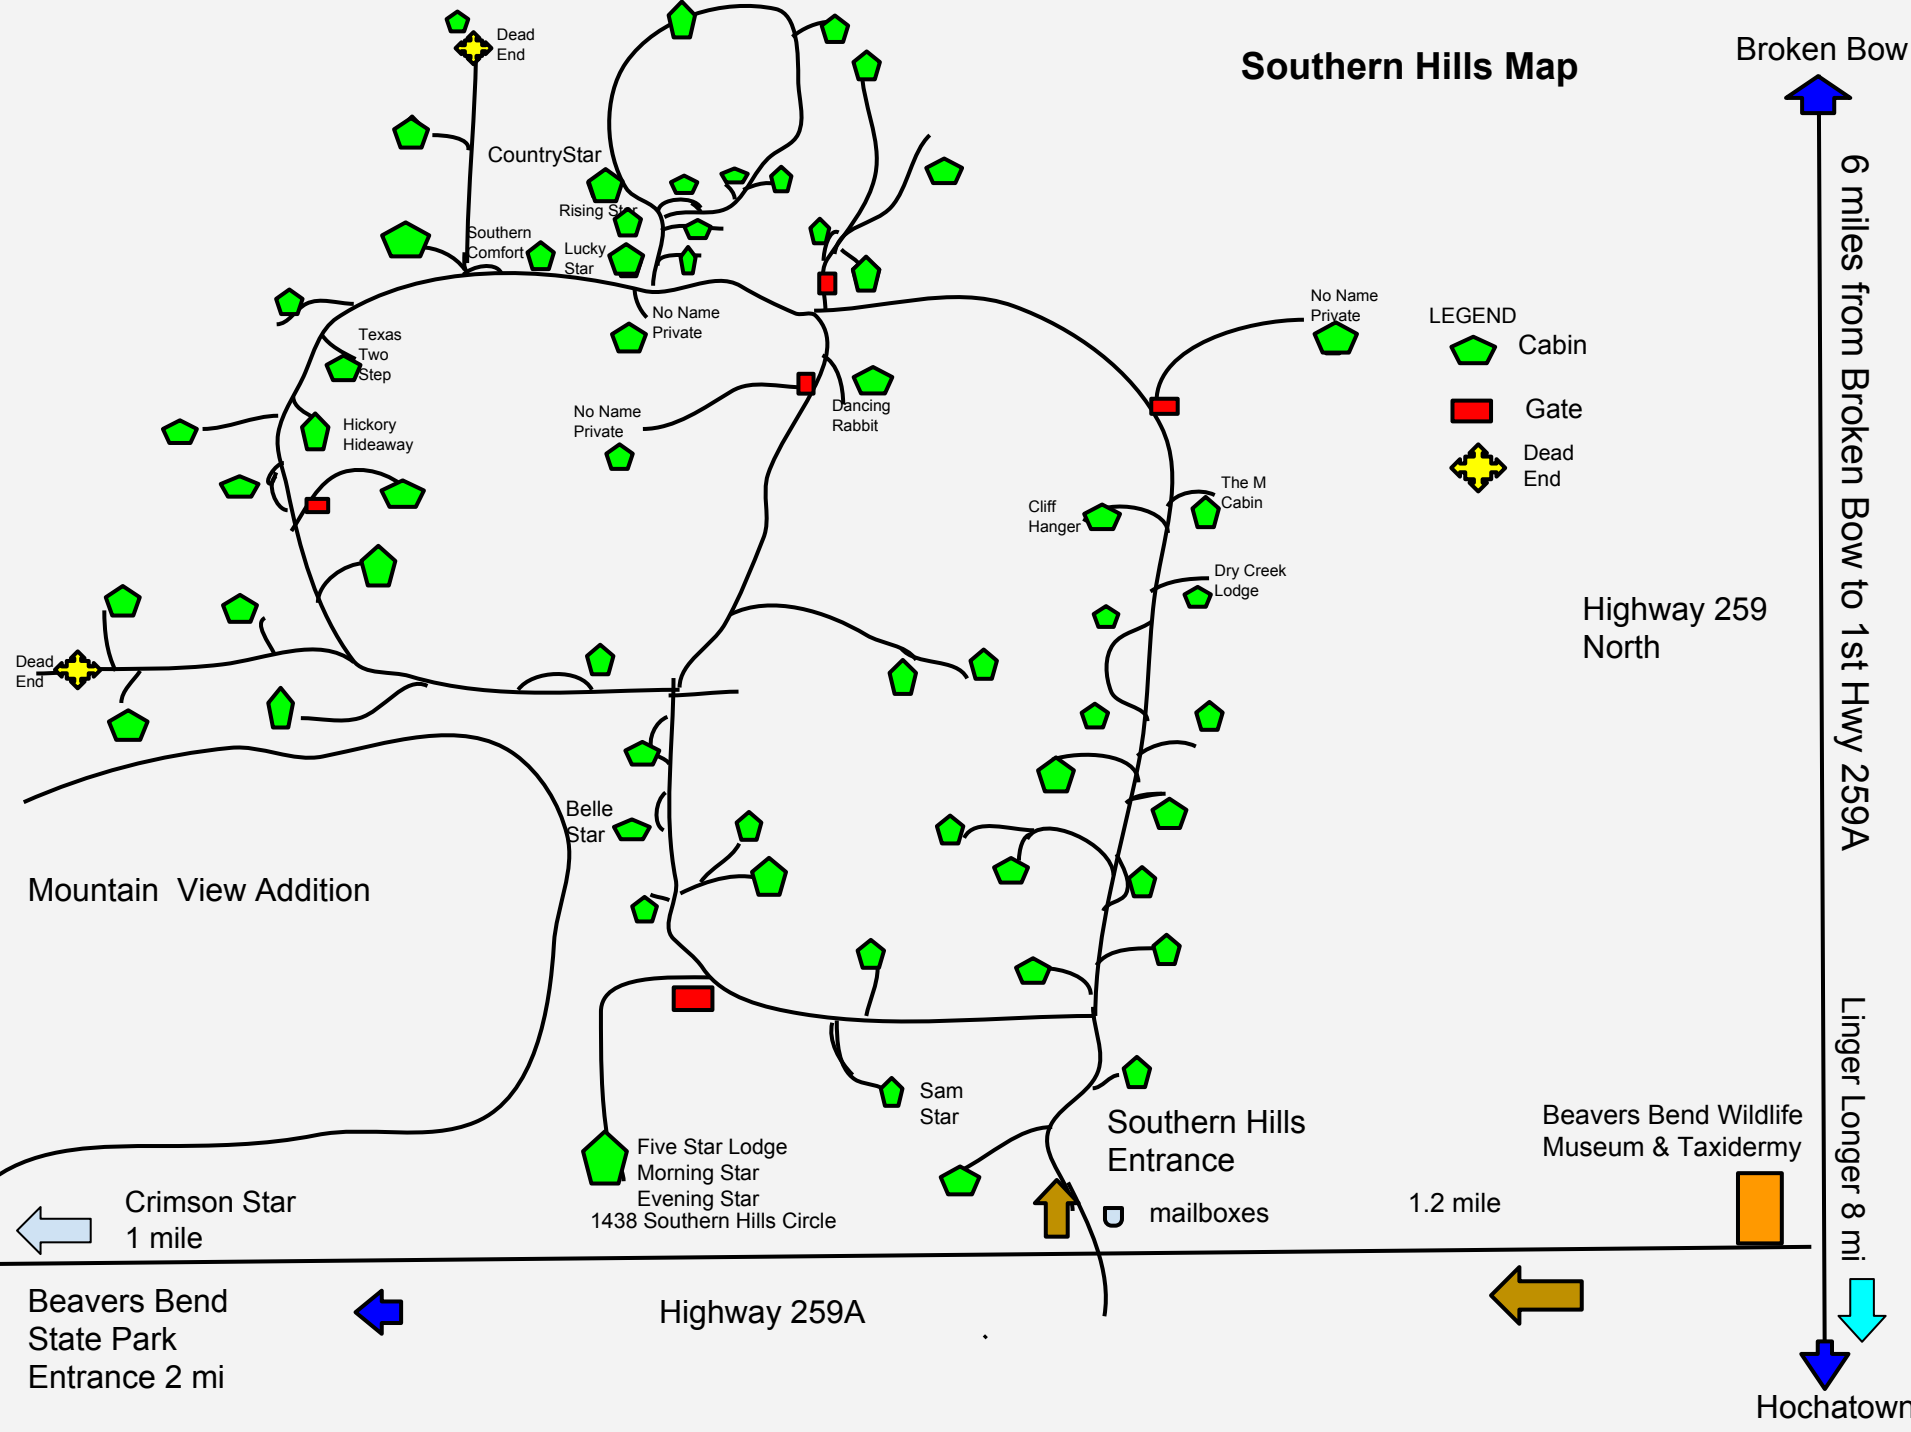 Southern Hills Map
Broken Bow
6 miles from Broken Bow to 1st Hwy 259A
Linger Longer 8 mi
Hochatown
Dead
End
CountryStar
Rising Star
Southern
Comfort
Lucky
Star
No Name
Private
Texas
Two
Step
Hickory
Hideaway
No Name
Private
Dancing
Rabbit
No Name
Private
LEGEND
Cabin
Gate
Dead
End
The M
Cabin
Cliff
Hanger
Dry Creek
Lodge
Highway 259
North
Dead
End
Belle
Star
Mountain View Addition
Sam
Star
Southern Hills
Entrance
Beavers Bend Wildlife
Museum & Taxidermy
Five Star Lodge
Morning Star
Evening Star
1438 Southern Hills Circle
mailboxes
1.2 mile
Crimson Star
1 mile
Beavers Bend
State Park
Entrance 2 mi
Highway 259A